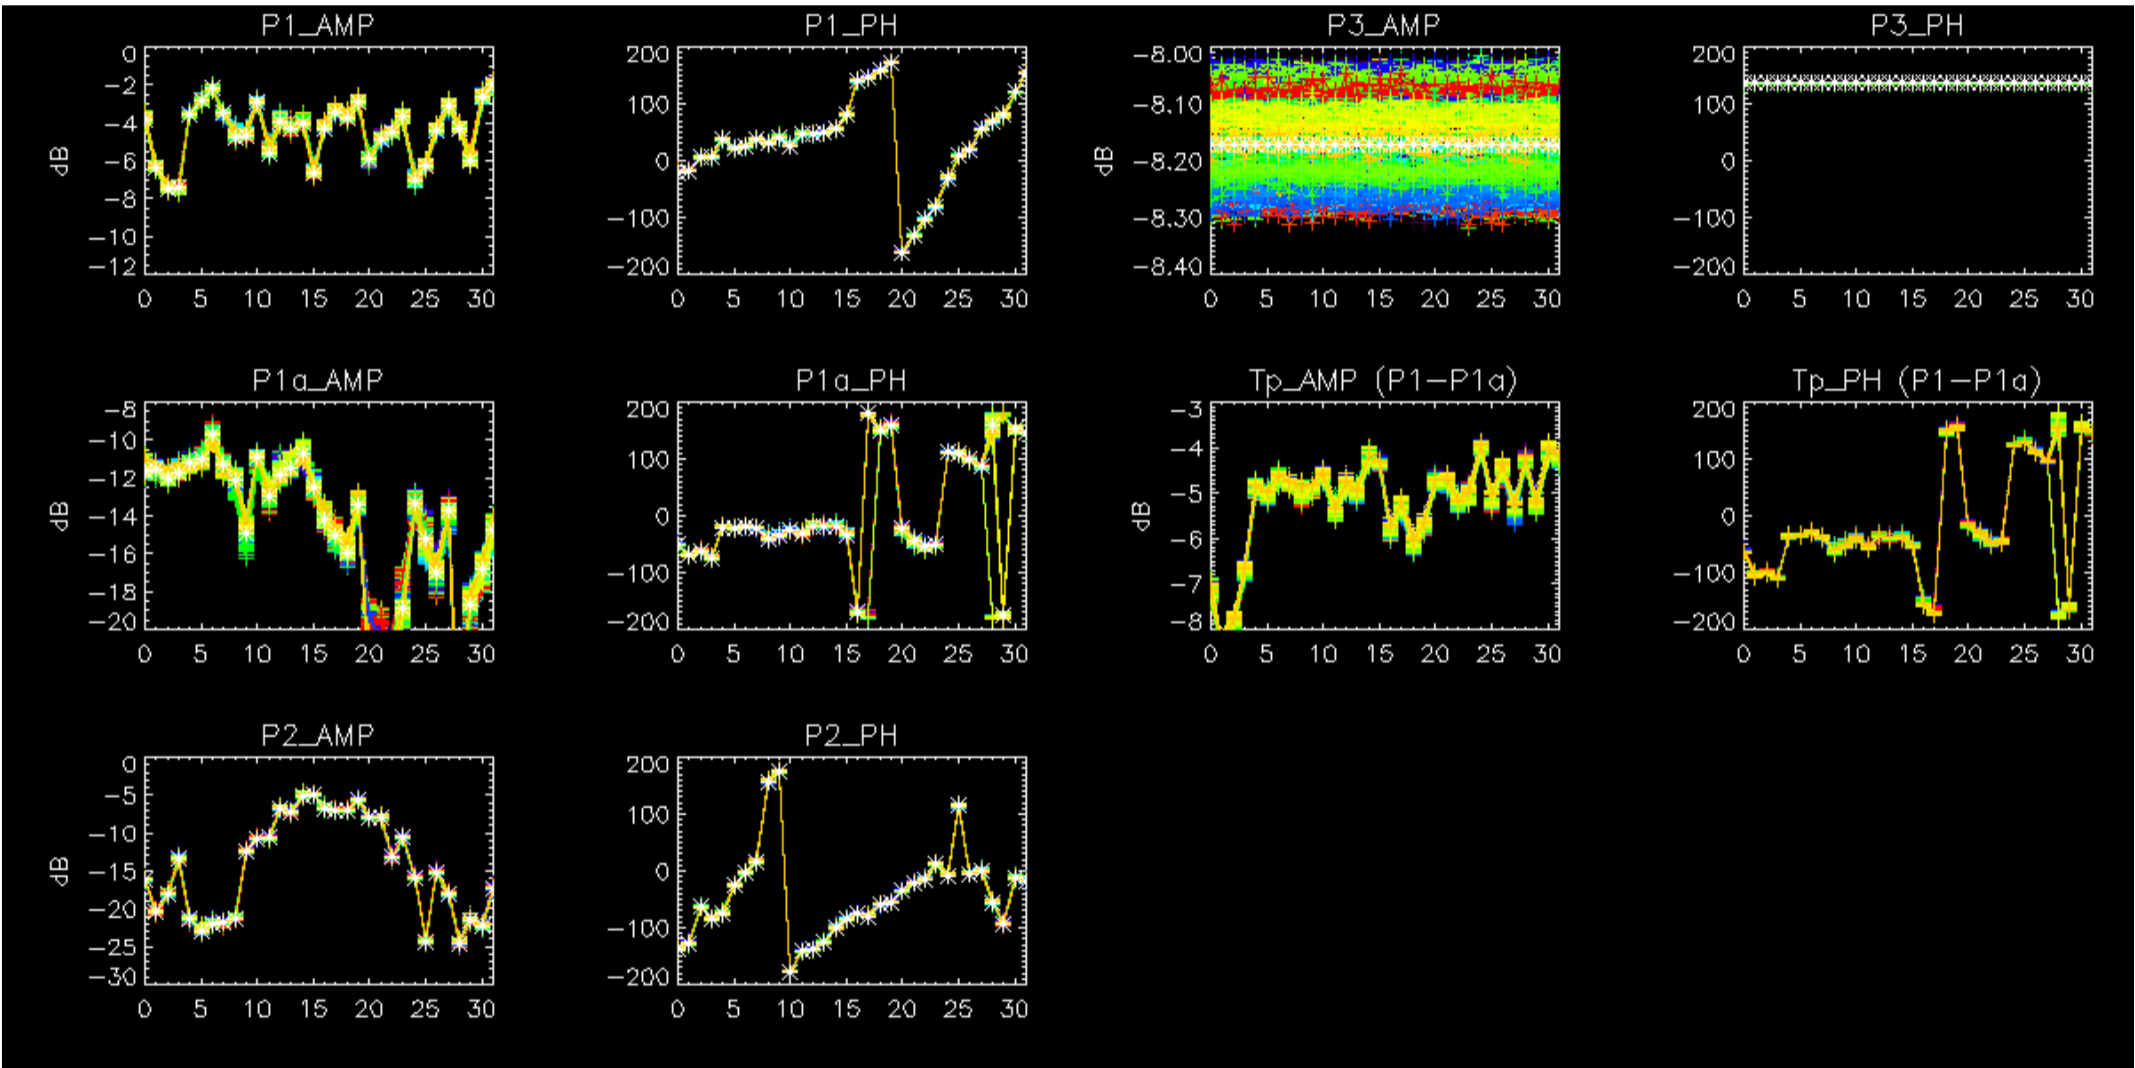 P1_AMP P1_PH P3_AMP P3_PH
0 200 -8.00 200
-2
-4 100 -8.10 100
dB -6 0 dB -8.20 0
-8
-10 -100 -8.30 -100
-12 -200 -8.40 -200
0 5 10 15 20 25 30 0 5 10 15 20 25 30 0 5 10 15 20 25 30 0 5 10 15 20 25 30
P1a_AMP P1a_PH Tp_AMP (P1-P1a) Tp_PH (P1-P1a)
-8 200 -3 200
-10 100 -4 100
-12
dB -14 0 dB -5 0
-16 -100 -6 -100
-18 -7
-20 -200 -8 -200
0 5 10 15 20 25 30 0 5 10 15 20 25 30 0 5 10 15 20 25 30 0 5 10 15 20 25 30
P2_AMP P2_PH
0 200
-5 100
-10
dB -15 0
-20 -100
-25
-30 -200
0 5 10 15 20 25 30 0 5 10 15 20 25 30